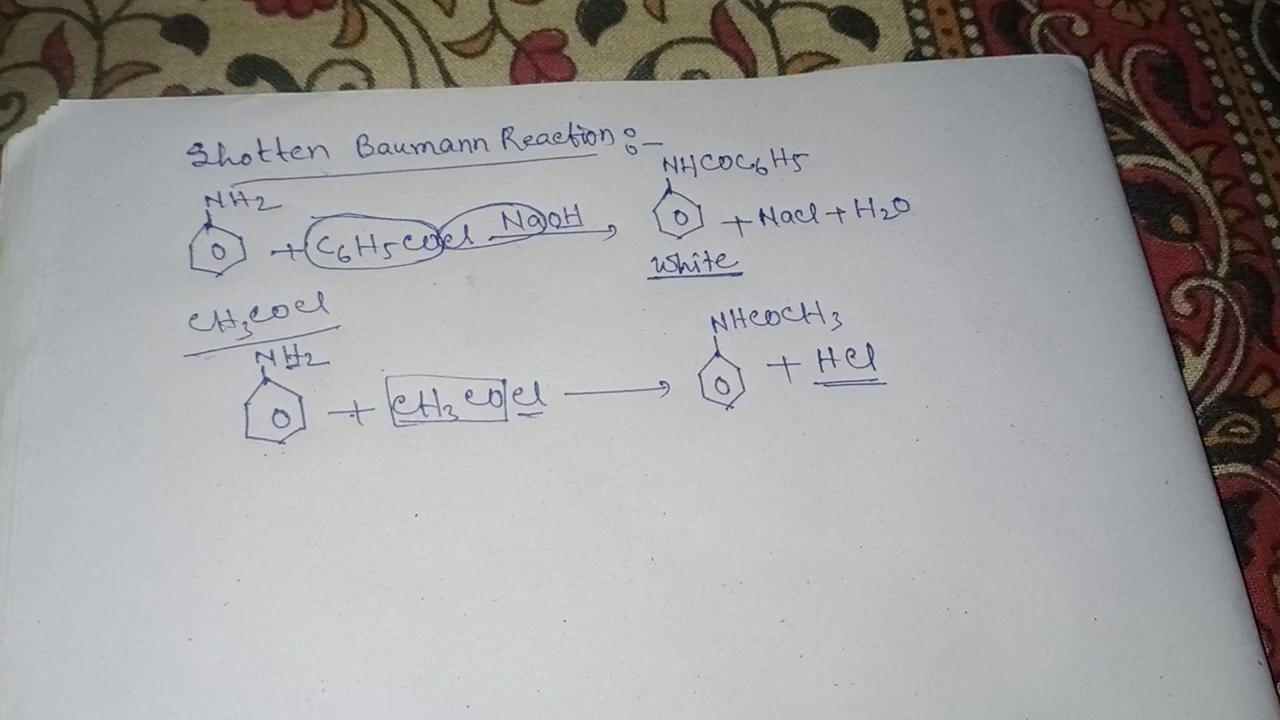 Shotten Baumann Reaction :-
NH2 NHCOC6H5
+ C6H5COCl NaOH → + NaCl + H2O
White
CH3COCl
NH2 NHCOCH3
+ CH3COCl → + HCl